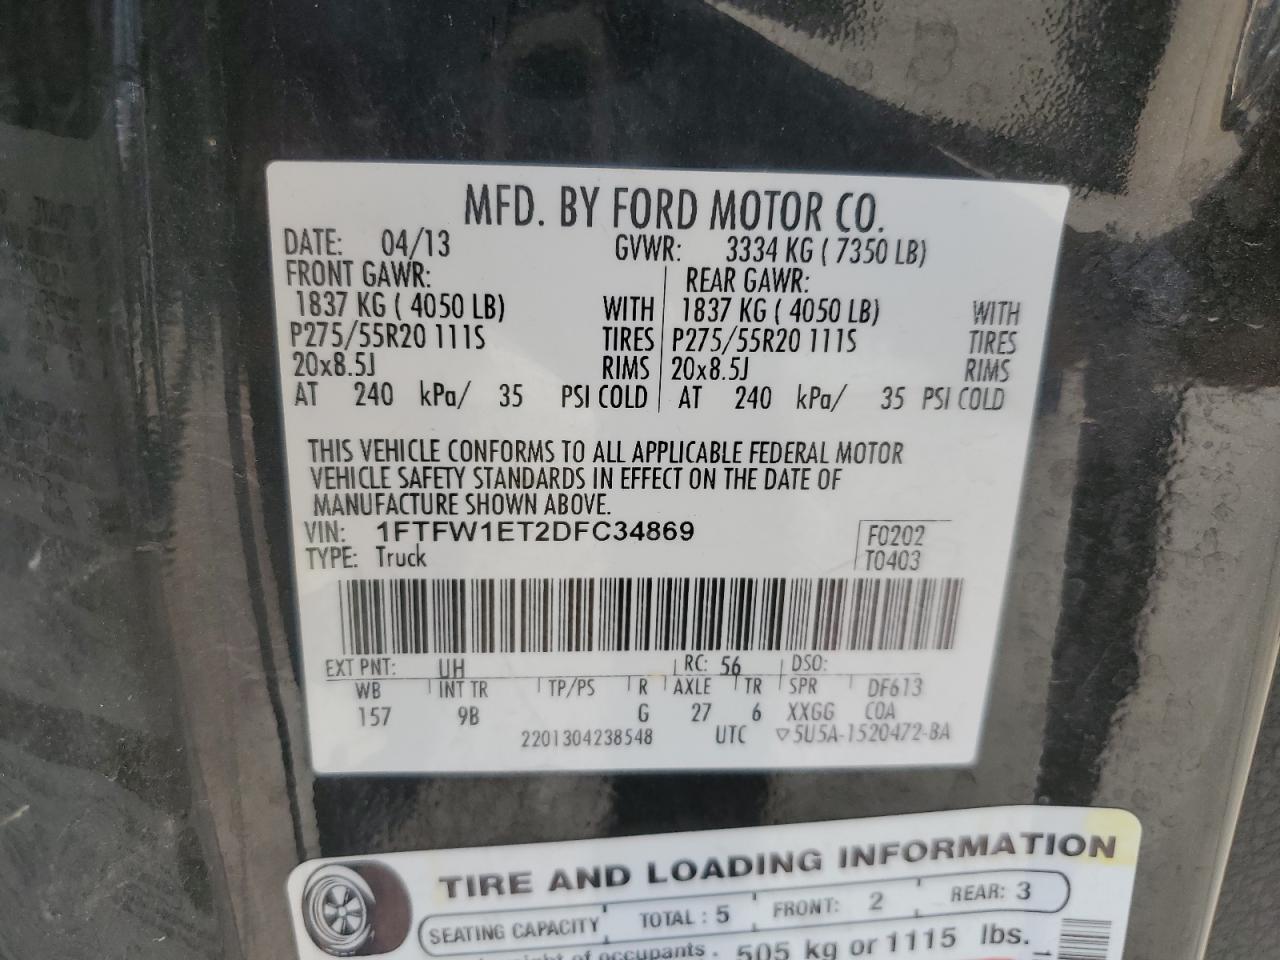 MFD. BY FORD MOTOR CO.
DATE: 04/13 GVWR: 3334 KG ( 7350 LB)
FRONT GAWR: REAR GAWR:
1837 KG ( 4050 LB) WITH 1837 KG ( 4050 LB) WITH
P275/55R20 111S TIRES P275/55R20 111S TIRES
20x8.5J RIMS 20x8.5J RIMS
AT 240 kPa/ 35 PSI COLD AT 240 kPa/ 35 PSI COLD
THIS VEHICLE CONFORMS TO ALL APPLICABLE FEDERAL MOTOR
VEHICLE SAFETY STANDARDS IN EFFECT ON THE DATE OF
MANUFACTURE SHOWN ABOVE.
VIN: 1FTFW1ET2DFC34869 F0202
TYPE: Truck T0403
EXT PNT: UH RC: 56 DSO:
WB INT TR TP/PS R AXLE TR SPR DF613
157 9B G 27 6 XXGG COA
2201304238548 UTC ▽5U5A-1520472-BA
TIRE AND LOADING INFORMATION
SEATING CAPACITY TOTAL : 5 FRONT: 2 REAR: 3
of occupants 505 kg or 1115 lbs.